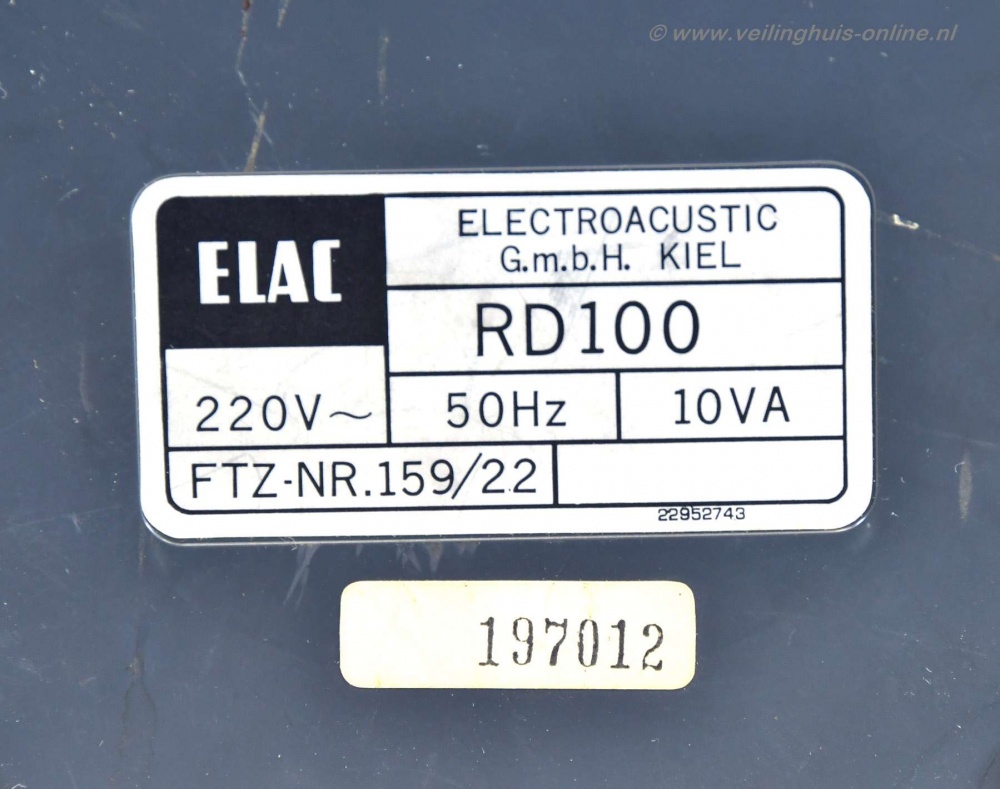 © www.veilinghuis-online.nl
ELAC
ELECTROACUSTIC
G.m.b.H. KIEL
RD100
220V~ 50Hz 10VA
FTZ-NR.159/22
22952743
197012